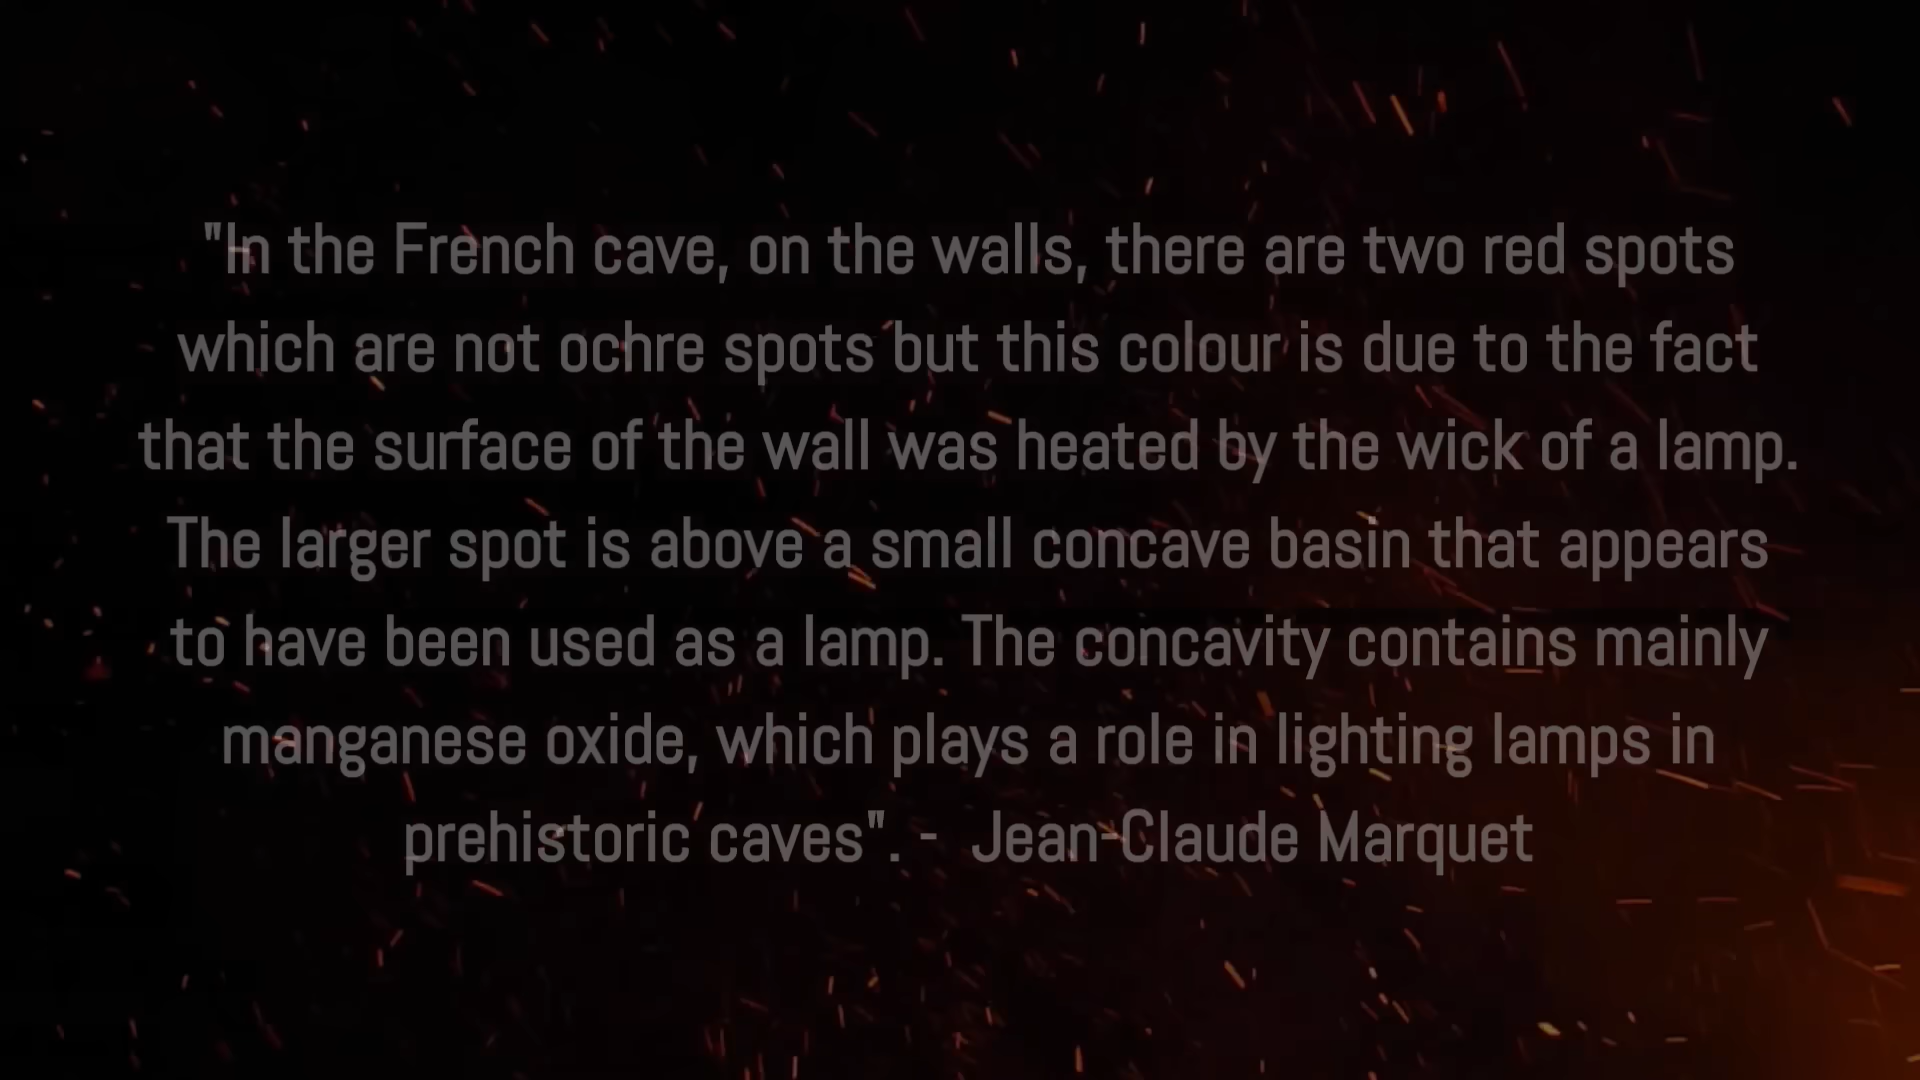 "In the French cave, on the walls, there are two red spots
which are not ochre spots but this colour is due to the fact
that the surface of the wall was heated by the wick of a lamp.
The larger spot is above a small concave basin that appears
to have been used as a lamp. The concavity contains mainly
manganese oxide, which plays a role in lighting lamps in
prehistoric caves". -  Jean-Claude Marquet